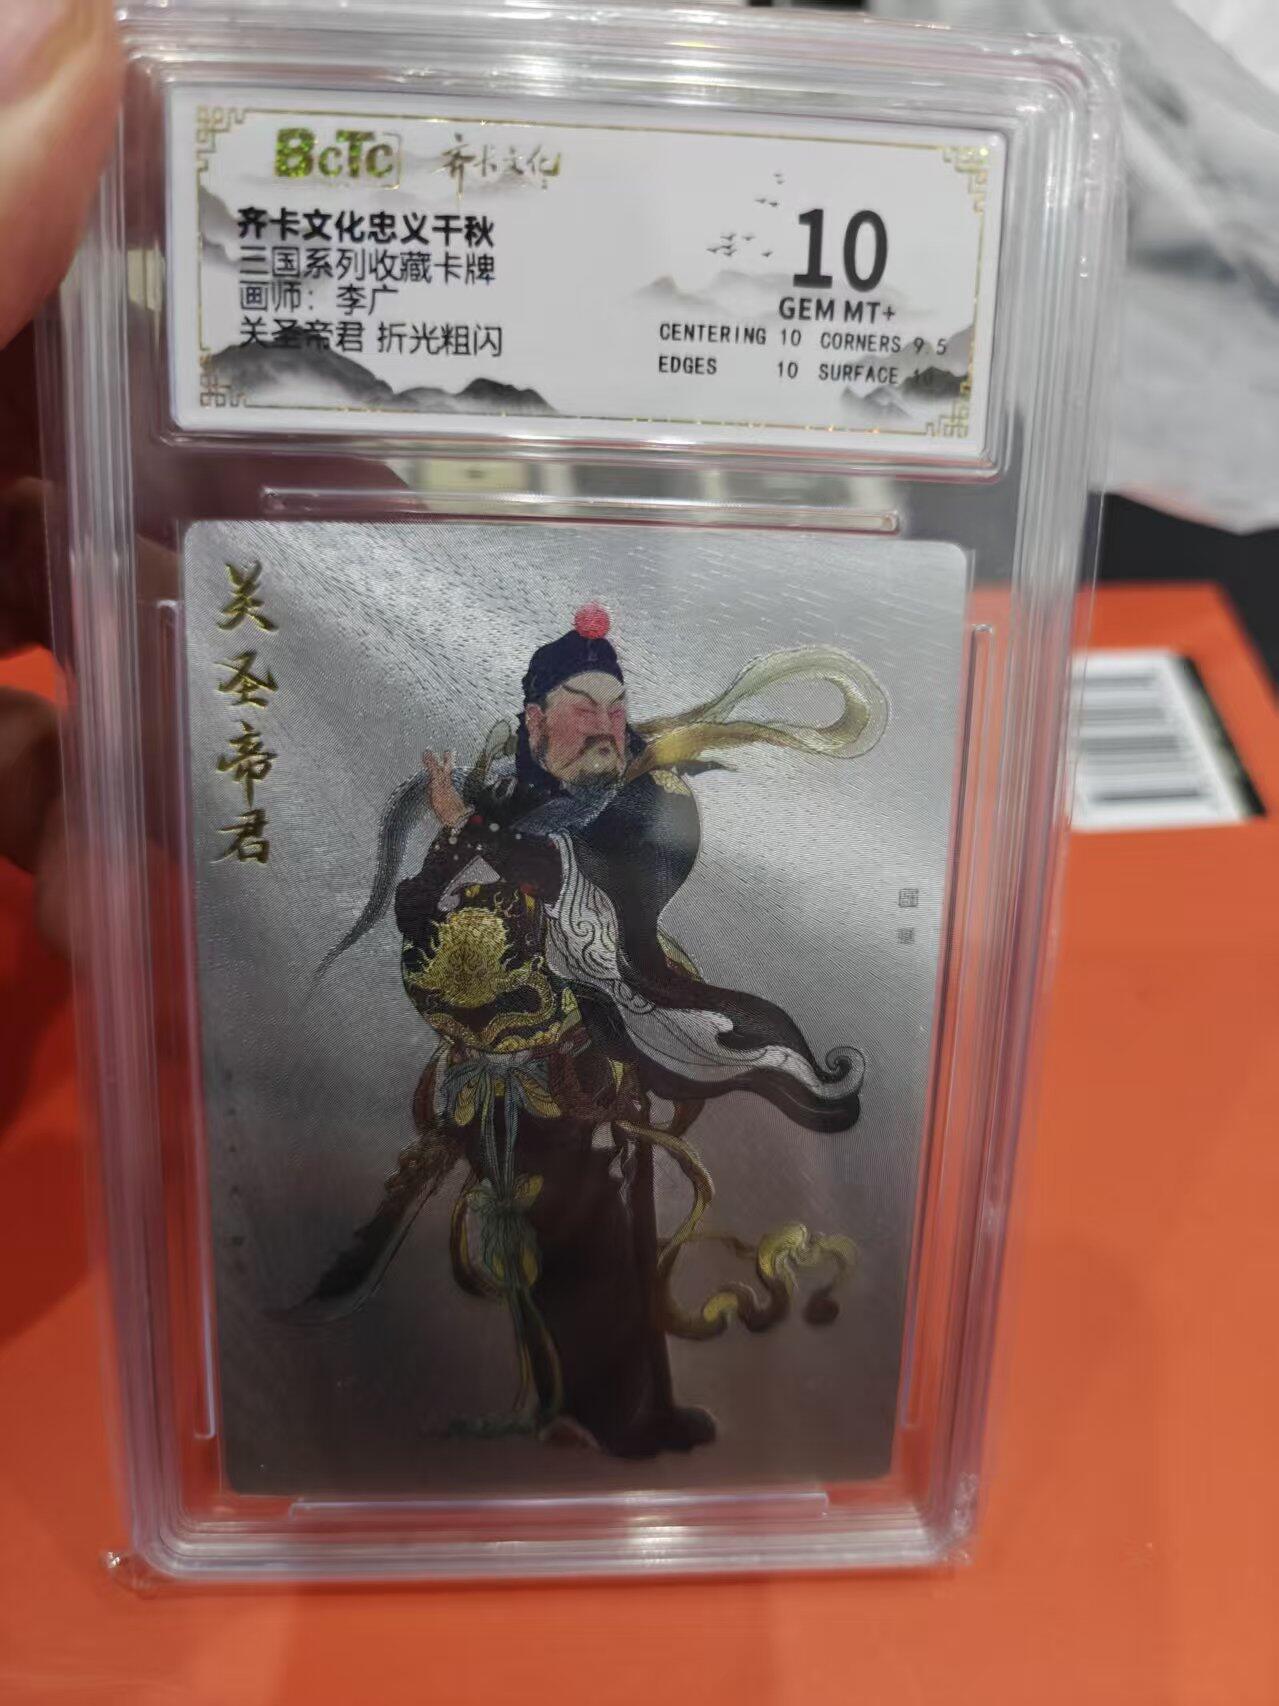 BcTc 齐卡文化
齐卡文化忠义千秋
三国系列收藏卡牌
画师：李广
关圣帝君 折光粗闪
10
GEM MT+
CENTERING 10 CORNERS 9.5
EDGES 10 SURFACE 10
关圣帝君